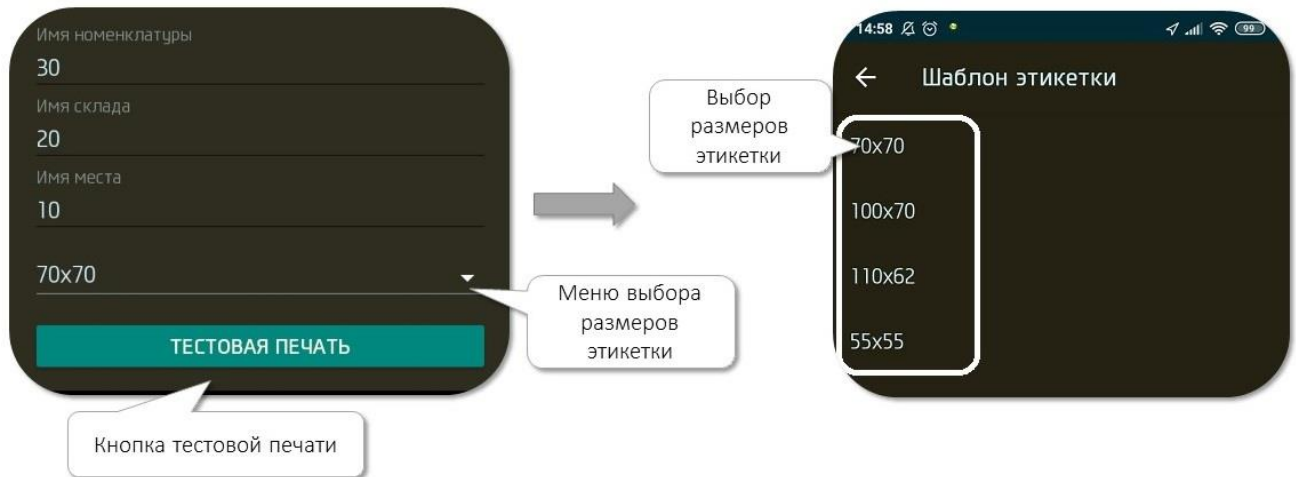 Имя номенклатуры
30
Имя склада
20
Имя места
10
70x70
ТЕСТОВАЯ ПЕЧАТЬ
Кнопка тестовой печати
Меню выбора
размеров
этикетки
Выбор
размеров
этикетки
14:58
99
Шаблон этикетки
70x70
100x70
110x62
55x55